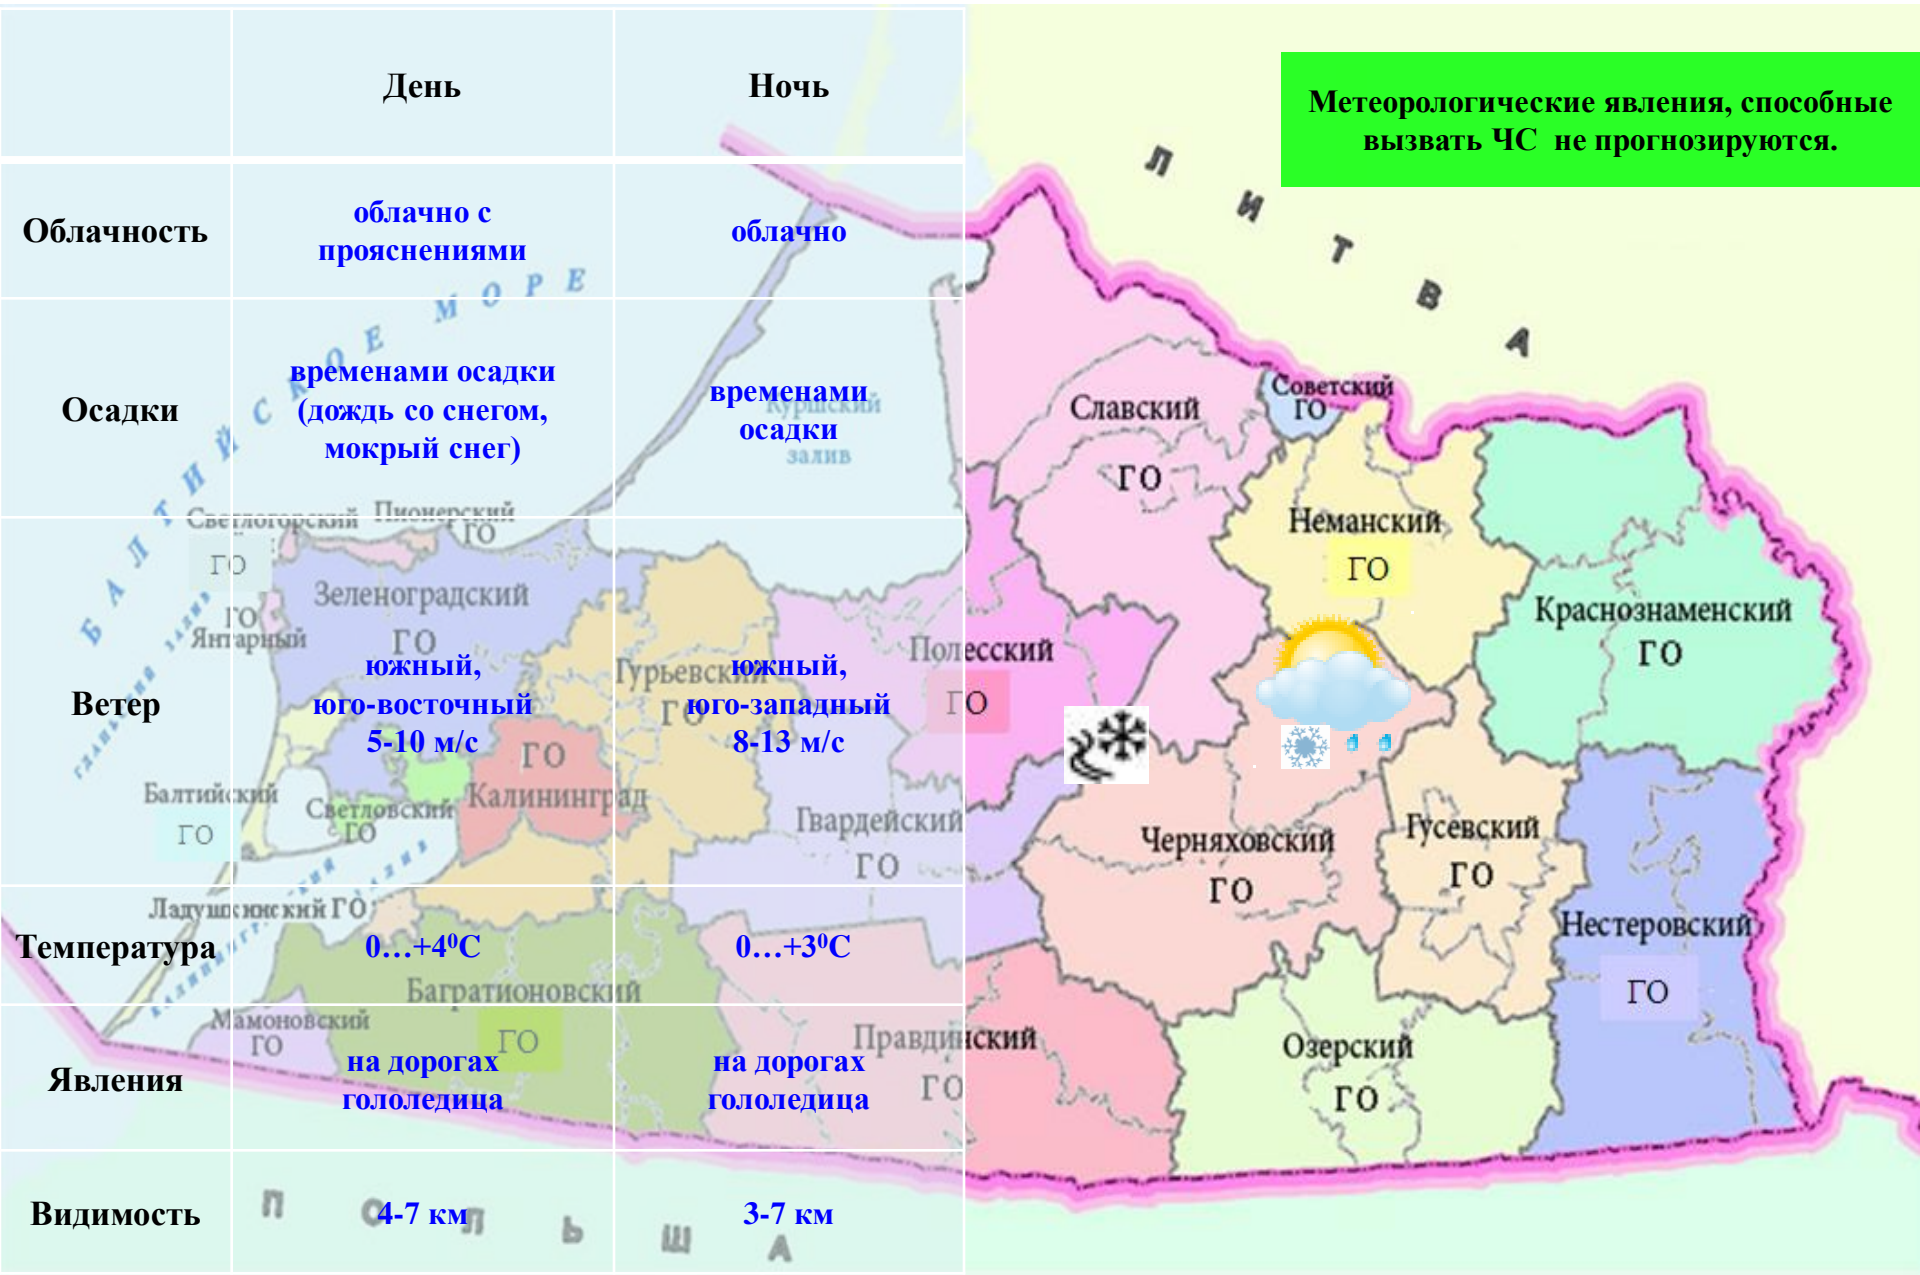 День
Ночь
Метеорологические явления, способные
вызвать ЧС не прогнозируются.
Облачность
облачно с
прояснениями
облачно
Осадки
временами осадки
(дождь со снегом,
мокрый снег)
временами
осадки
Ветер
южный,
юго-восточный
5-10 м/с
южный,
юго-западный
8-13 м/с
Температура
0…+4⁰С
0…+3⁰С
Явления
на дорогах
гололедица
на дорогах
гололедица
Видимость
4-7 км
3-7 км
ЛИТВА
БАЛТИЙСКОЕ МОРЕ
Куршский
залив
Советский
ГО
Славский
ГО
Неманский
ГО
Краснознаменский
ГО
Светлогорский
ГО
Пионерский
ГО
Зеленоградский
ГО
ГО
Янтарный
Гурьевский
ГО
Полесский
ГО
ГО
Калининград
Балтийский
ГО
Светловский
ГО
Гвардейский
ГО
Черняховский
ГО
Гусевский
ГО
Нестеровский
ГО
Ладушкинский ГО
Багратионовский
ГО
Мамоновский
ГО
Правдинский
ГО
Озерский
ГО
ПОЛЬША